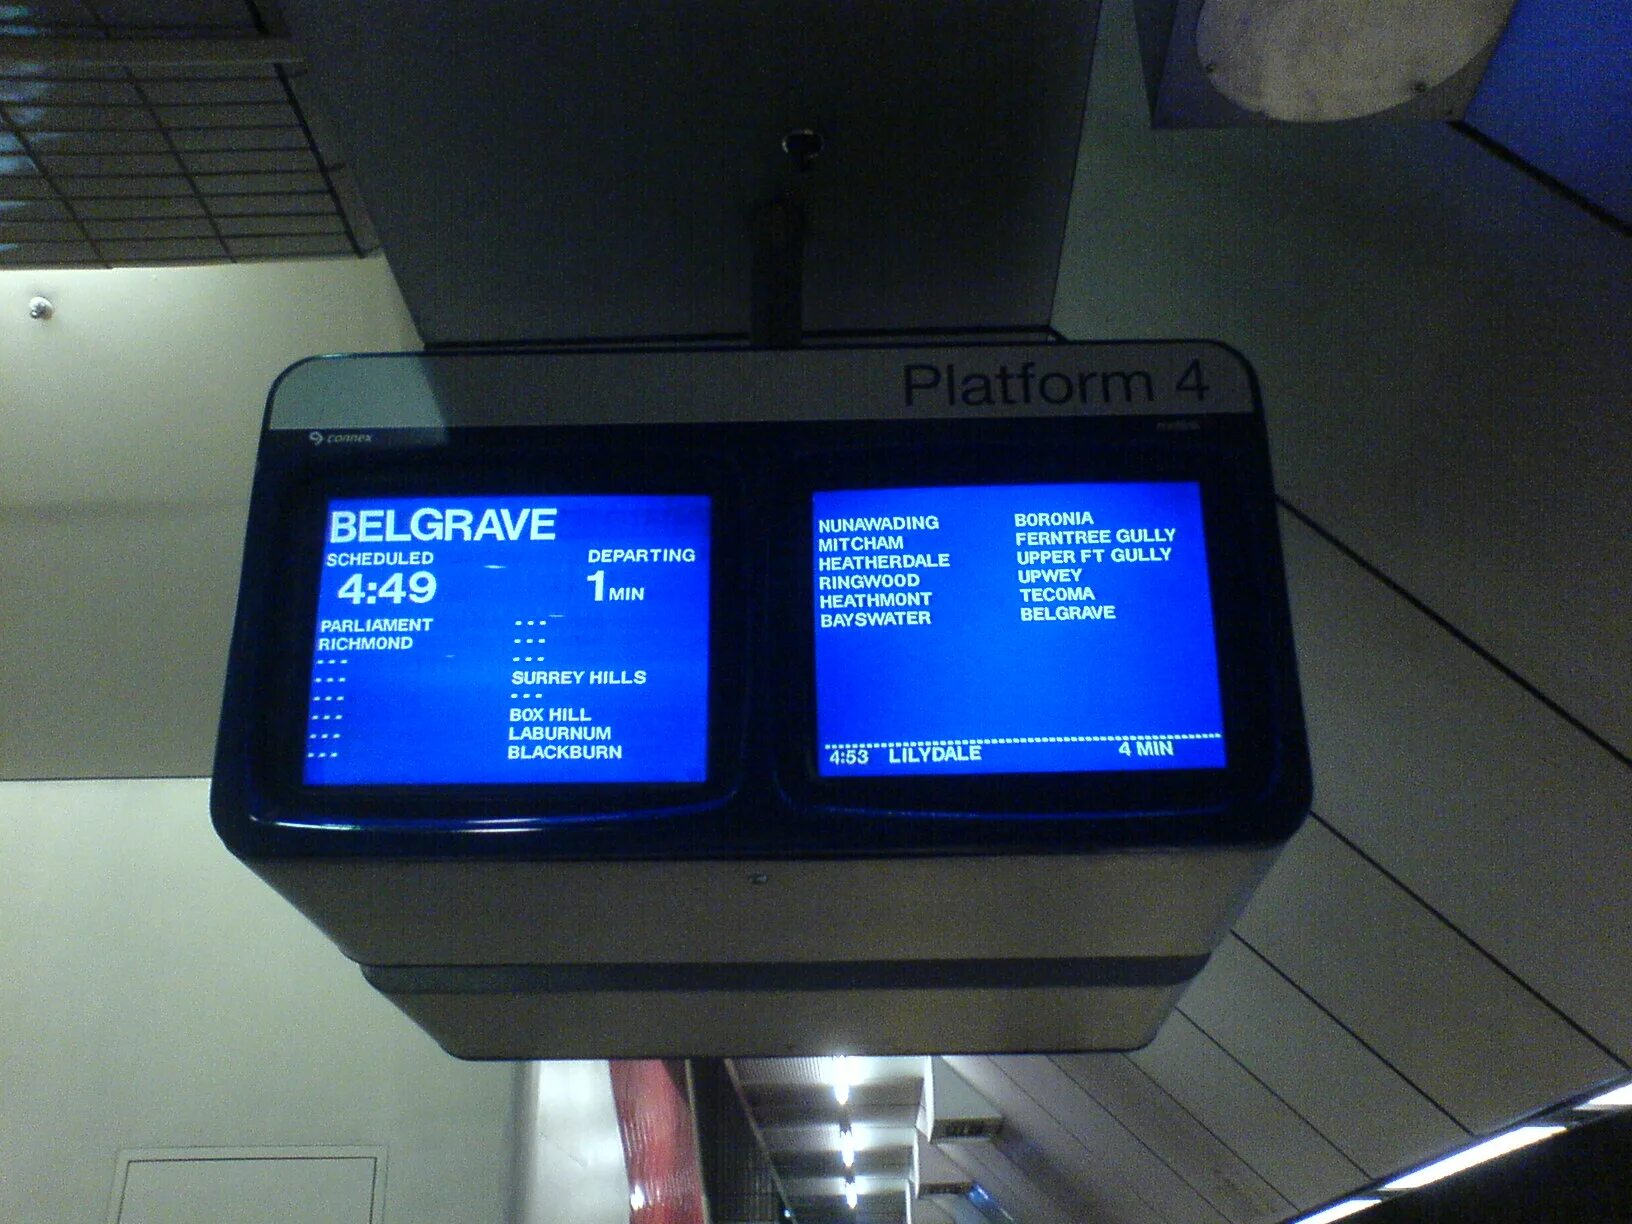 Platform 4
connex
BELGRAVE
SCHEDULED DEPARTING
4:49 1 MIN
PARLIAMENT
RICHMOND
---
---
---
---
---
---
---
---
---
SURREY HILLS
---
BOX HILL
LABURNUM
BLACKBURN
NUNAWADING
MITCHAM
HEATHERDALE
RINGWOOD
HEATHMONT
BAYSWATER
BORONIA
FERNTREE GULLY
UPPER FT GULLY
UPWEY
TECOMA
BELGRAVE
4:53 LILYDALE 4 MIN